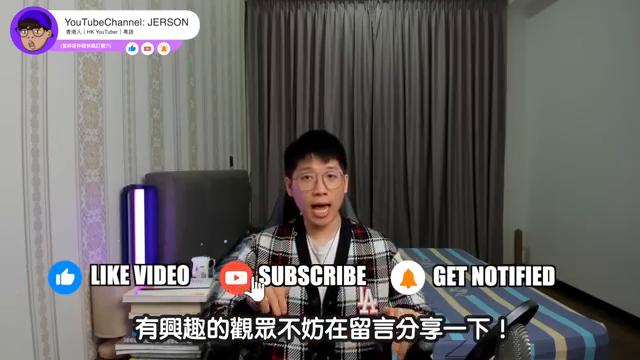 YouTubeChannel: JERSON
香港人｜HK YouTuber｜粵語
LIKE VIDEO
SUBSCRIBE
GET NOTIFIED
LA
有興趣的觀眾不妨在留言分享一下！